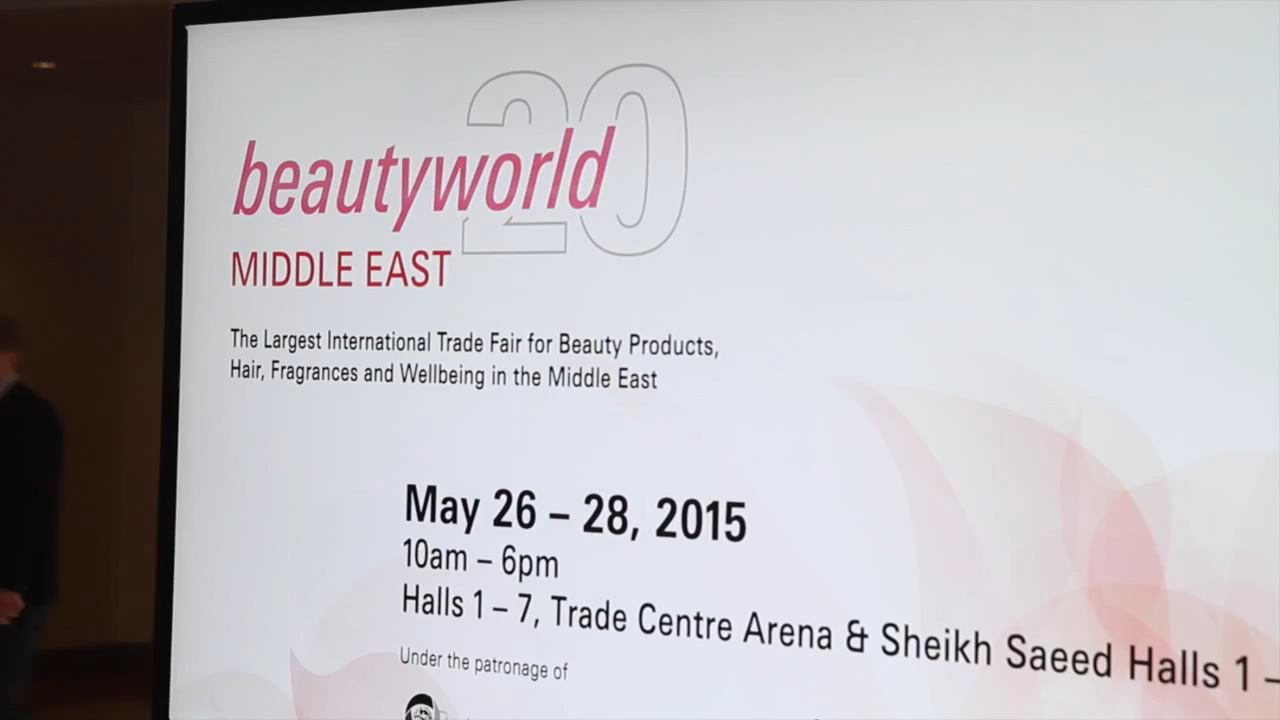 20
beautyworld
MIDDLE EAST
The Largest International Trade Fair for Beauty Products,
Hair, Fragrances and Wellbeing in the Middle East
May 26 – 28, 2015
10am – 6pm
Halls 1 – 7, Trade Centre Arena & Sheikh Saeed Halls 1 –
Under the patronage of